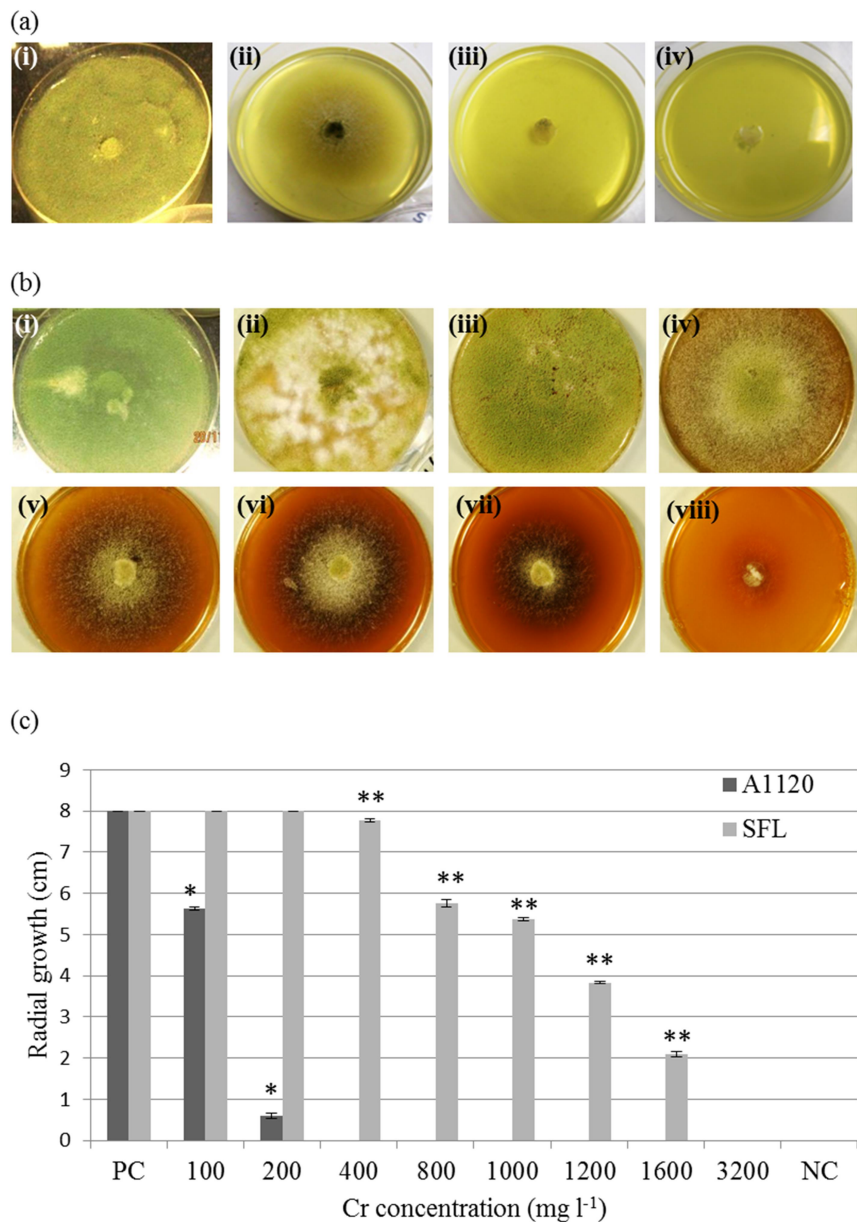 (a)
(i) (ii) (iii) (iv)
(b)
(i) (ii) (iii) (iv)
(v) (vi) (vii) (viii)
(c)
9
8
7
6
5
4
3
2
1
0
Radial growth (cm)
A1120
SFL
* * ** ** ** ** **
PC 100 200 400 800 1000 1200 1600 3200 NC
Cr concentration (mg l⁻¹)